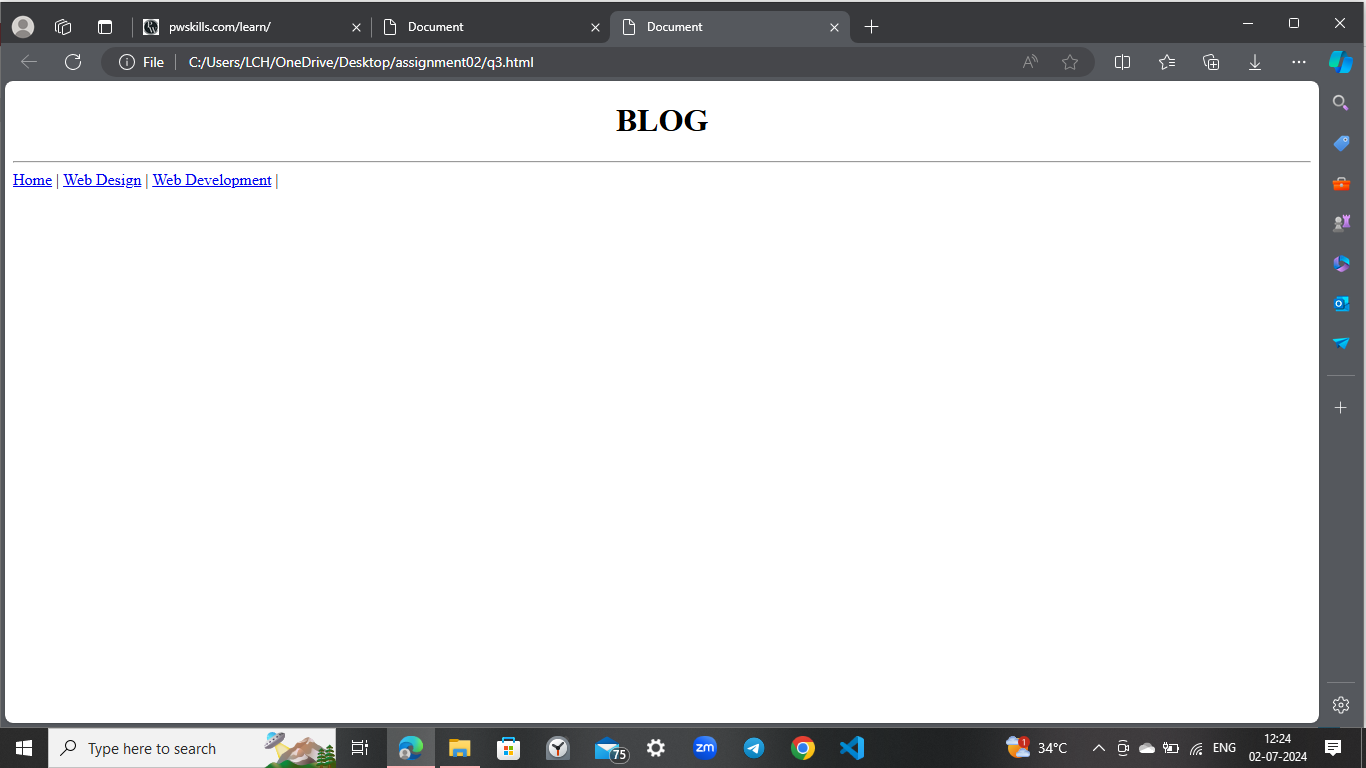 pwskills.com/learn/
Document
Document
File
C:/Users/LCH/OneDrive/Desktop/assignment02/q3.html
BLOG
Home | Web Design | Web Development |
Type here to search
75
zm
1
34°C
ENG
12:24
02-07-2024